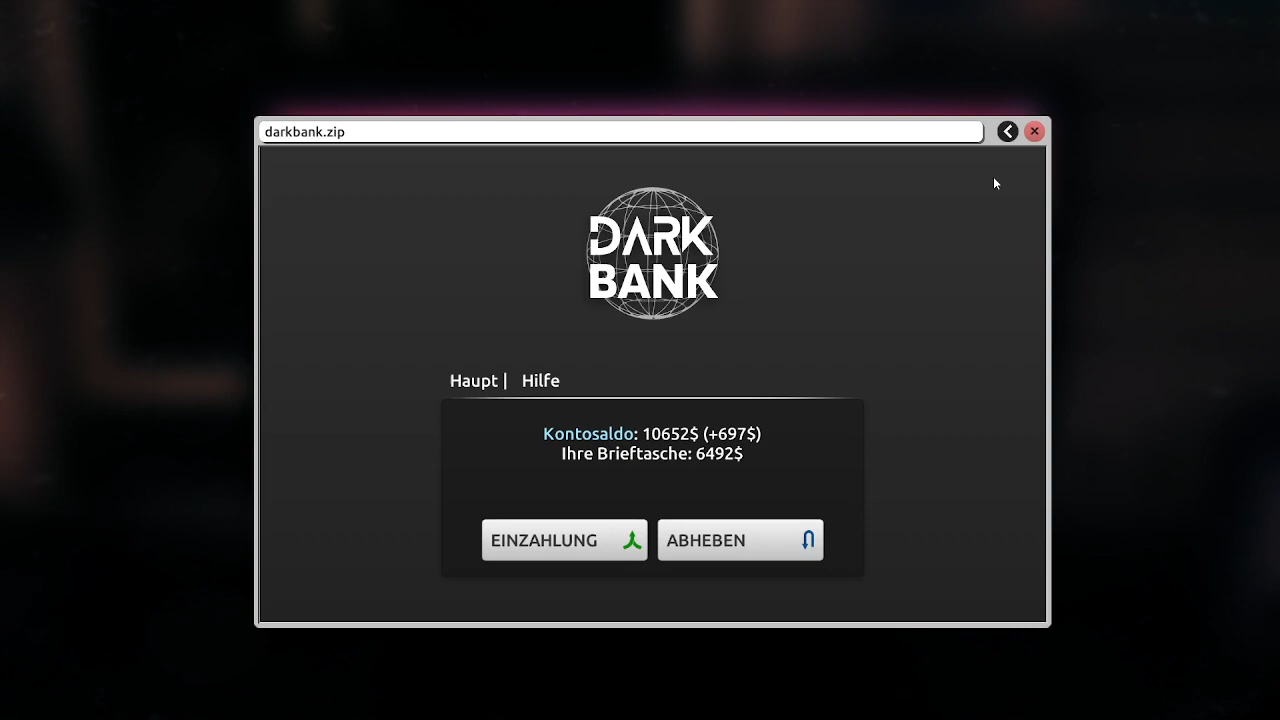 darkbank.zip
DARK
BANK
Haupt | Hilfe
Kontosaldo: 10652$ (+697$)
Ihre Brieftasche: 6492$
EINZAHLUNG ABHEBEN